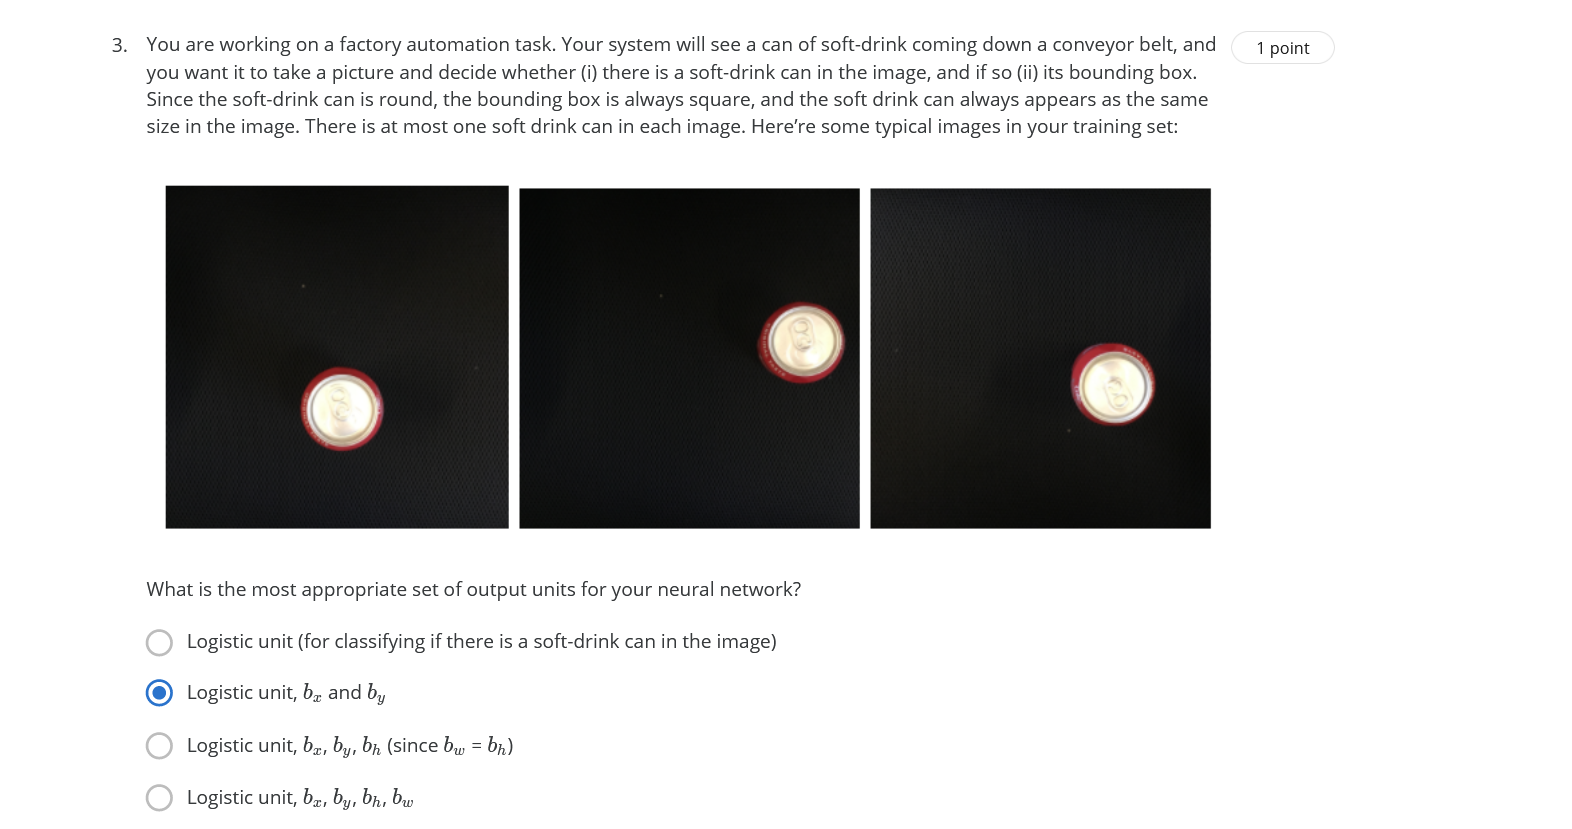 3. You are working on a factory automation task. Your system will see a can of soft-drink coming down a conveyor belt, and
1 point
you want it to take a picture and decide whether (i) there is a soft-drink can in the image, and if so (ii) its bounding box.
Since the soft-drink can is round, the bounding box is always square, and the soft drink can always appears as the same
size in the image. There is at most one soft drink can in each image. Here’re some typical images in your training set:
What is the most appropriate set of output units for your neural network?
Logistic unit (for classifying if there is a soft-drink can in the image)
Logistic unit, bₓ and b_y
Logistic unit, bₓ, b_y, b_h (since b_w = b_h)
Logistic unit, bₓ, b_y, b_h, b_w